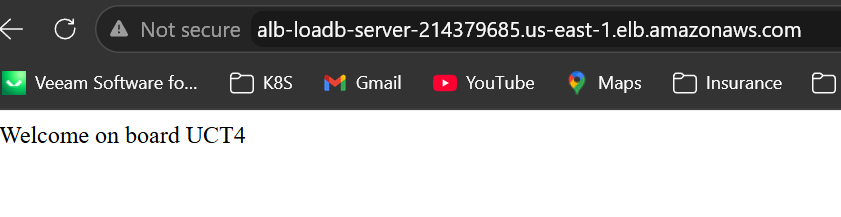 Not secure alb-loadb-server-214379685.us-east-1.elb.amazonaws.com
Veeam Software fo... K8S Gmail YouTube Maps Insurance
Welcome on board UCT4